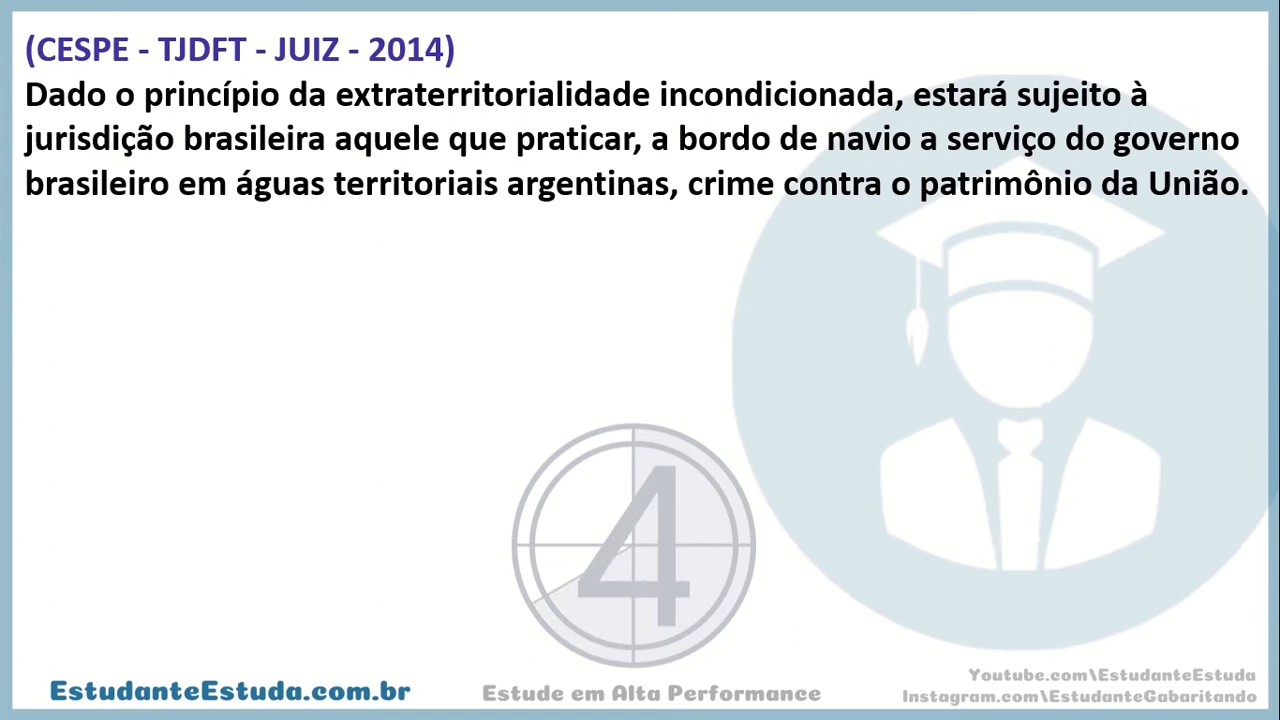 (CESPE - TJDFT - JUIZ - 2014)
Dado o princípio da extraterritorialidade incondicionada, estará sujeito à
jurisdição brasileira aquele que praticar, a bordo de navio a serviço do governo
brasileiro em águas territoriais argentinas, crime contra o patrimônio da União.
4
EstudanteEstuda.com.br
Estude em Alta Performance
Youtube.com\EstudanteEstuda
Instagram.com\EstudanteGabaritando